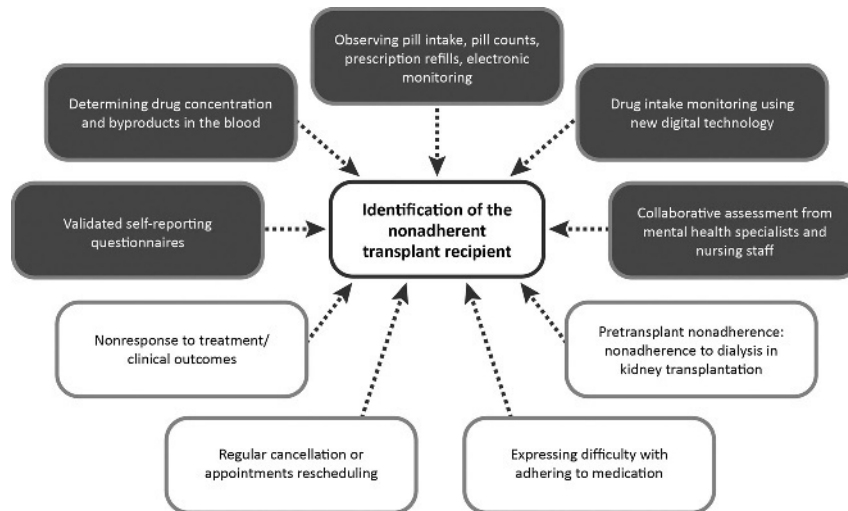 Observing pill intake, pill counts,
prescription refills, electronic
monitoring
Determining drug concentration
and byproducts in the blood
Drug intake monitoring using
new digital technology
Validated self-reporting
questionnaires
Identification of the
nonadherent
transplant recipient
Collaborative assessment from
mental health specialists and
nursing staff
Nonresponse to treatment/
clinical outcomes
Pretransplant nonadherence:
nonadherence to dialysis in
kidney transplantation
Regular cancellation or
appointments rescheduling
Expressing difficulty with
adhering to medication